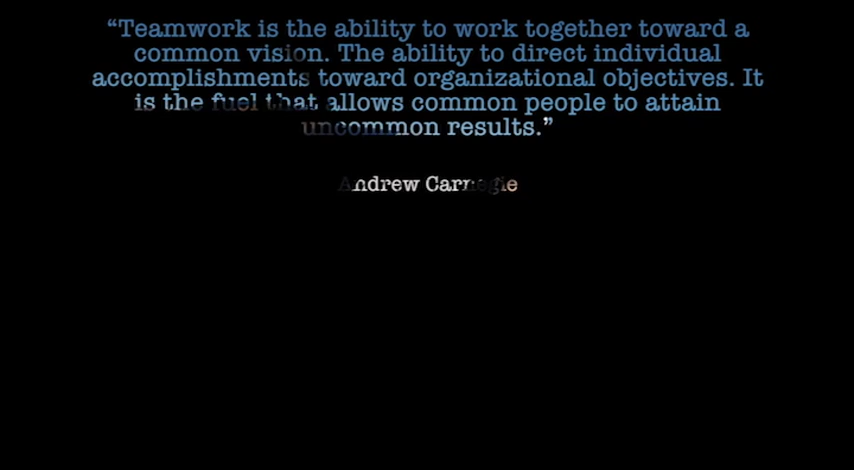 “Teamwork is the ability to work together toward a
common vision. The ability to direct individual
accomplishments toward organizational objectives. It
is the fuel that allows common people to attain
uncommon results.”
Andrew Carnegie